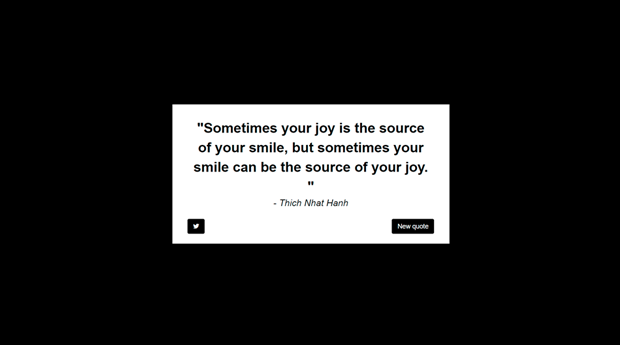 "Sometimes your joy is the source
of your smile, but sometimes your
smile can be the source of your joy.
"
- Thich Nhat Hanh
New quote